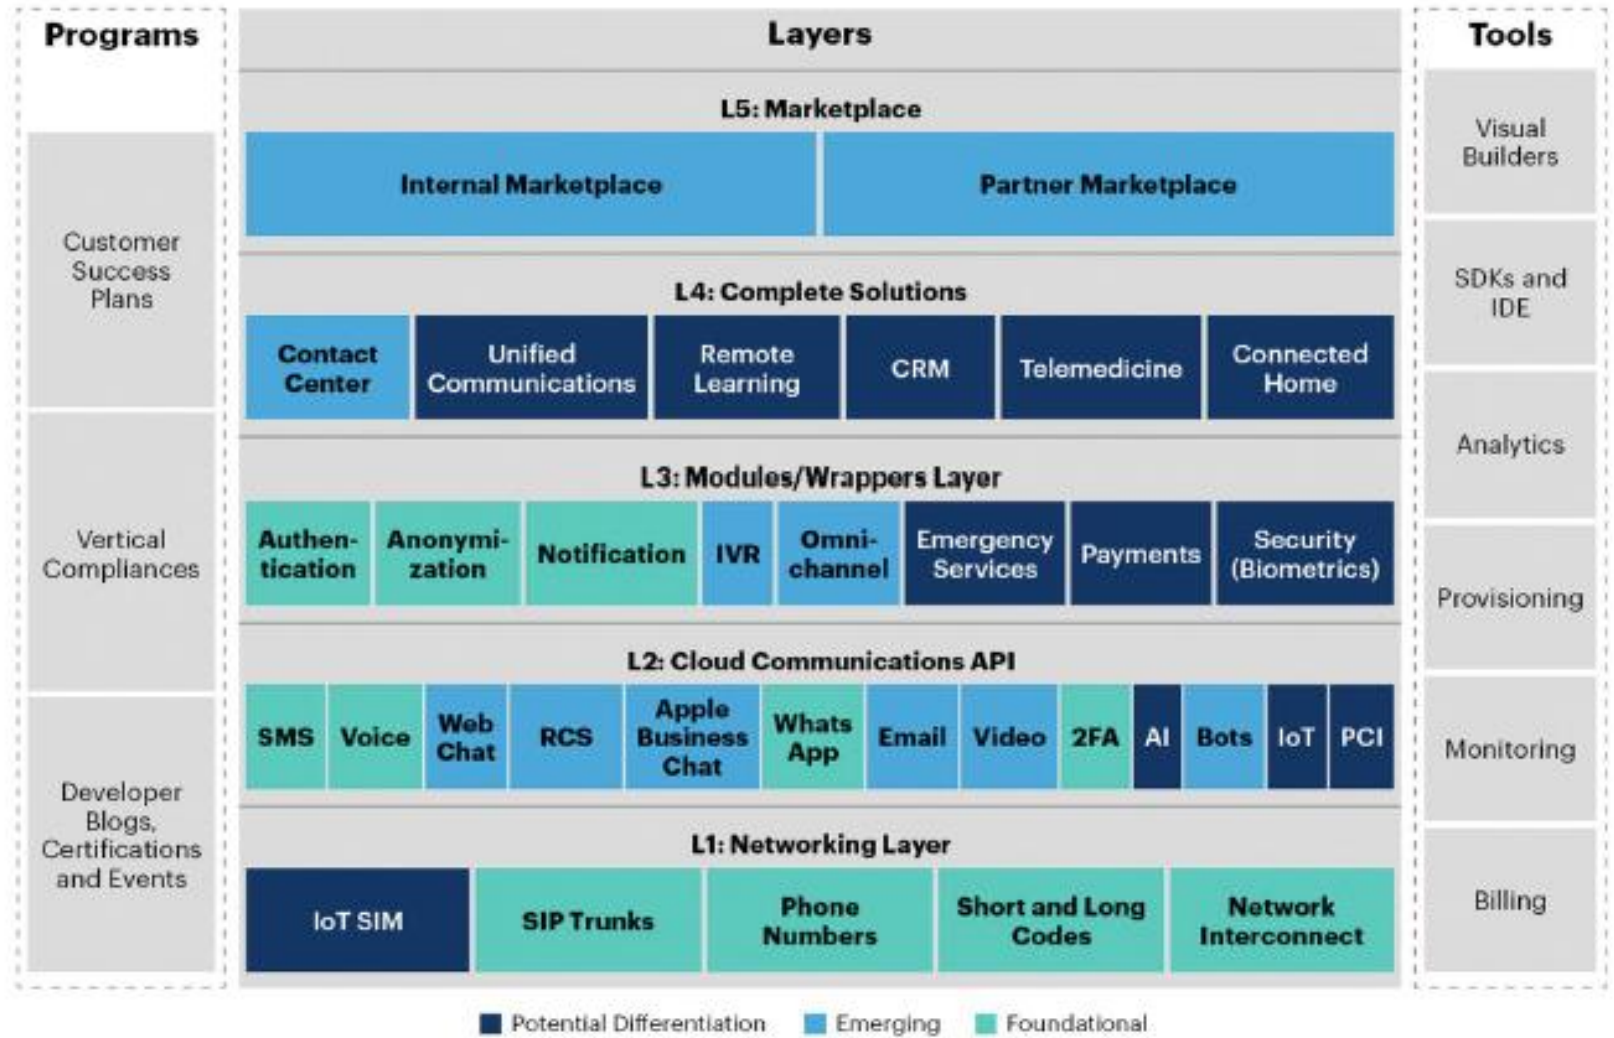 Programs
Customer
Success
Plans
Vertical
Compliances
Developer
Blogs,
Certifications
and Events
Layers
L5: Marketplace
Internal Marketplace
Partner Marketplace
L4: Complete Solutions
Contact
Center
Unified
Communications
Remote
Learning
CRM
Telemedicine
Connected
Home
L3: Modules/Wrappers Layer
Authen-
tication
Anonymi-
zation
Notification
IVR
Omni-
channel
Emergency
Services
Payments
Security
(Biometrics)
L2: Cloud Communications API
SMS
Voice
Web
Chat
RCS
Apple
Business
Chat
Whats
App
Email
Video
2FA
AI
Bots
IoT
PCI
L1: Networking Layer
IoT SIM
SIP Trunks
Phone
Numbers
Short and Long
Codes
Network
Interconnect
Tools
Visual
Builders
SDKs and
IDE
Analytics
Provisioning
Monitoring
Billing
Potential Differentiation
Emerging
Foundational